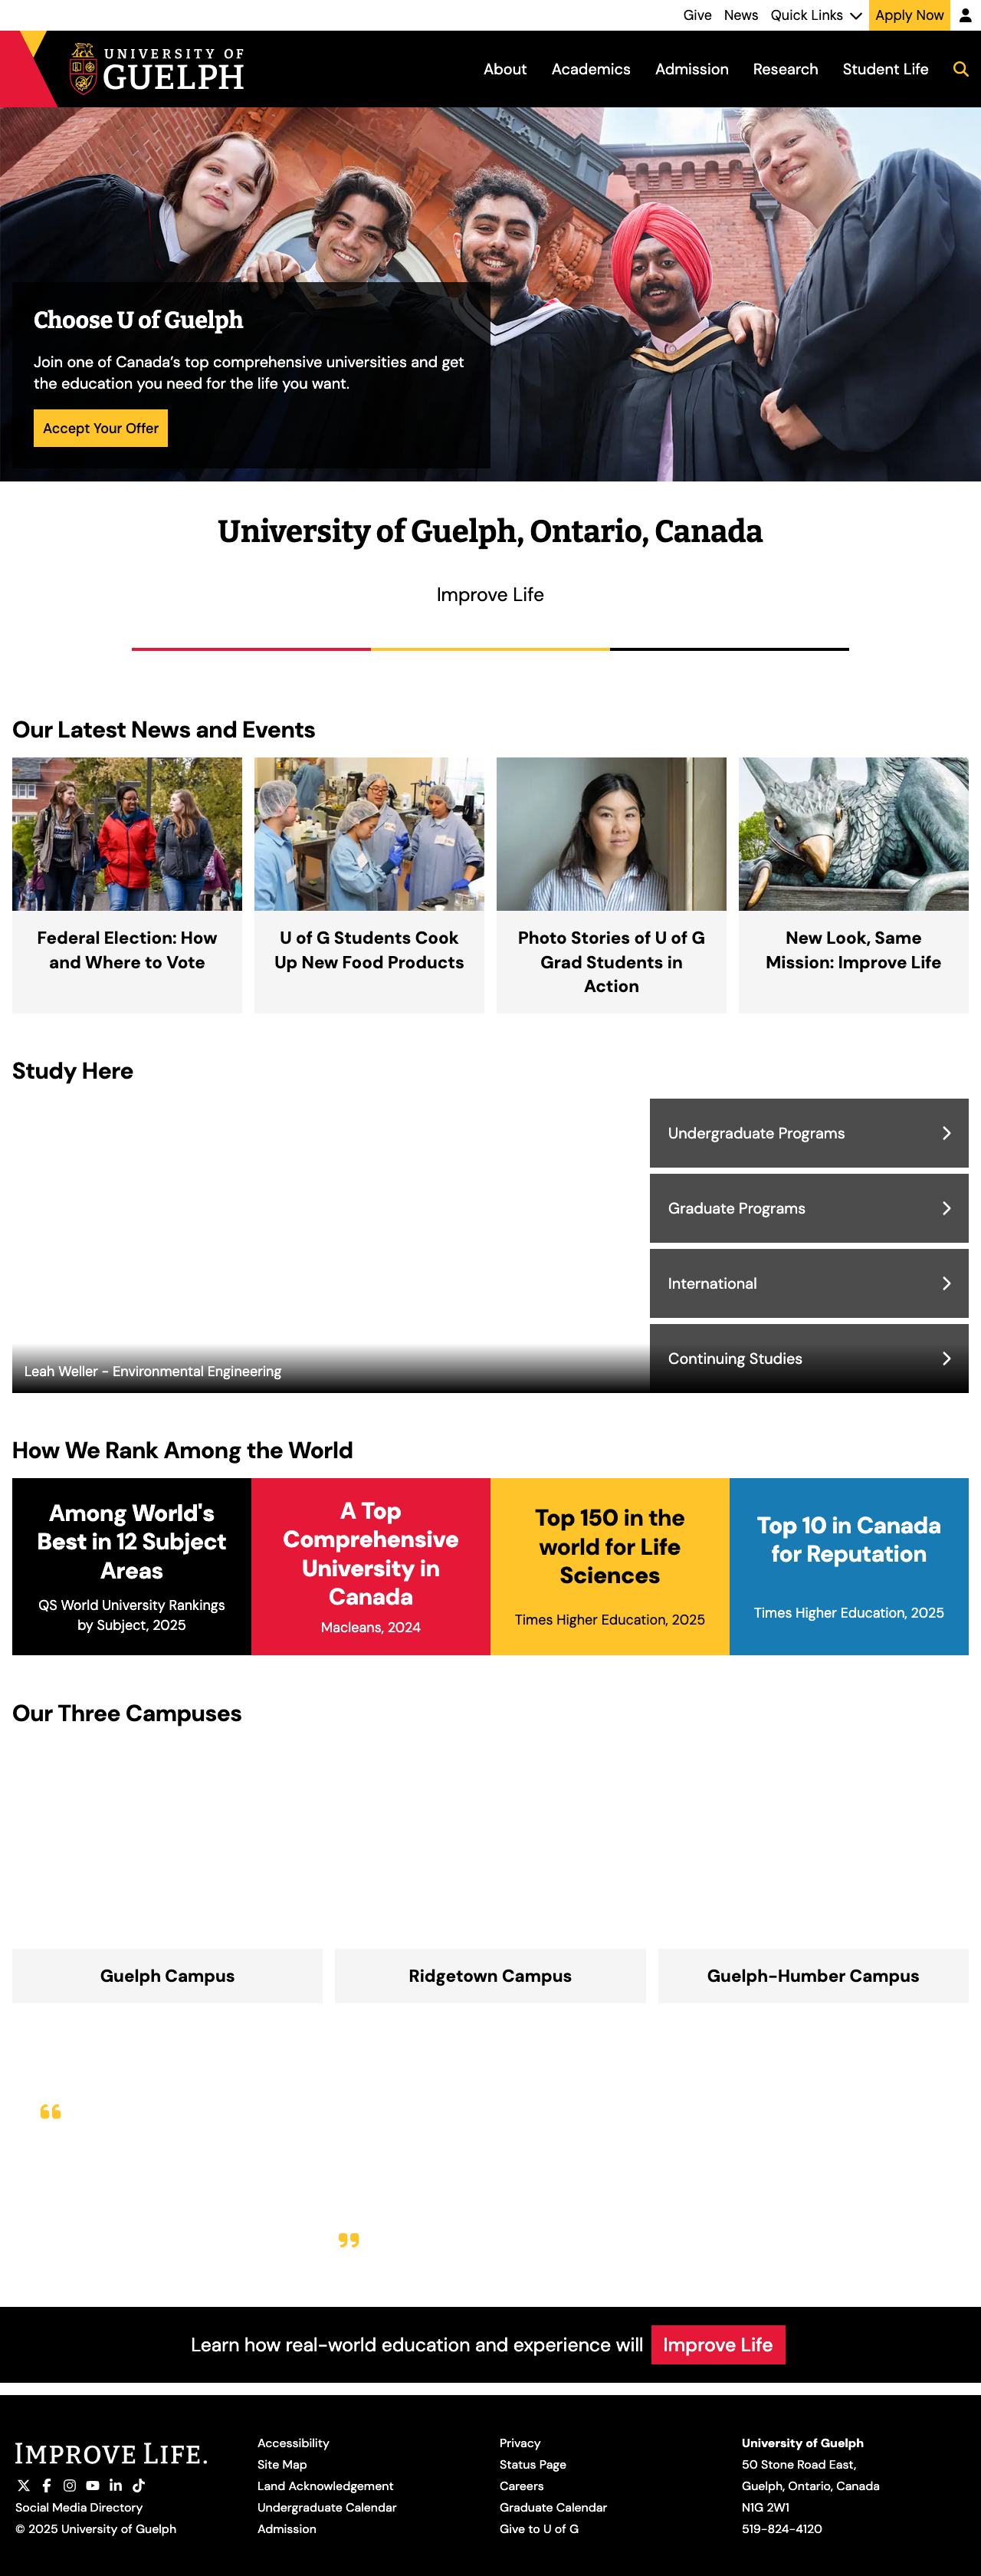 Give News Quick Links Apply Now
UNIVERSITY OF
GUELPH
About Academics Admission Research Student Life
Choose U of Guelph
Join one of Canada's top comprehensive universities and get
the education you need for the life you want.
Accept Your Offer
University of Guelph, Ontario, Canada
Improve Life
Our Latest News and Events
Federal Election: How
and Where to Vote
U of G Students Cook
Up New Food Products
Photo Stories of U of G
Grad Students in
Action
New Look, Same
Mission: Improve Life
Study Here
Undergraduate Programs
Graduate Programs
International
Continuing Studies
Leah Weller - Environmental Engineering
How We Rank Among the World
Among World's
Best in 12 Subject
Areas
QS World University Rankings
by Subject, 2025
A Top
Comprehensive
University in
Canada
Macleans, 2024
Top 150 in the
world for Life
Sciences
Times Higher Education, 2025
Top 10 in Canada
for Reputation
Times Higher Education, 2025
Our Three Campuses
Guelph Campus
Ridgetown Campus
Guelph-Humber Campus
Learn how real-world education and experience will Improve Life
IMPROVE LIFE.
Social Media Directory
© 2025 University of Guelph
Accessibility
Site Map
Land Acknowledgement
Undergraduate Calendar
Admission
Privacy
Status Page
Careers
Graduate Calendar
Give to U of G
University of Guelph
50 Stone Road East,
Guelph, Ontario, Canada
N1G 2W1
519-824-4120